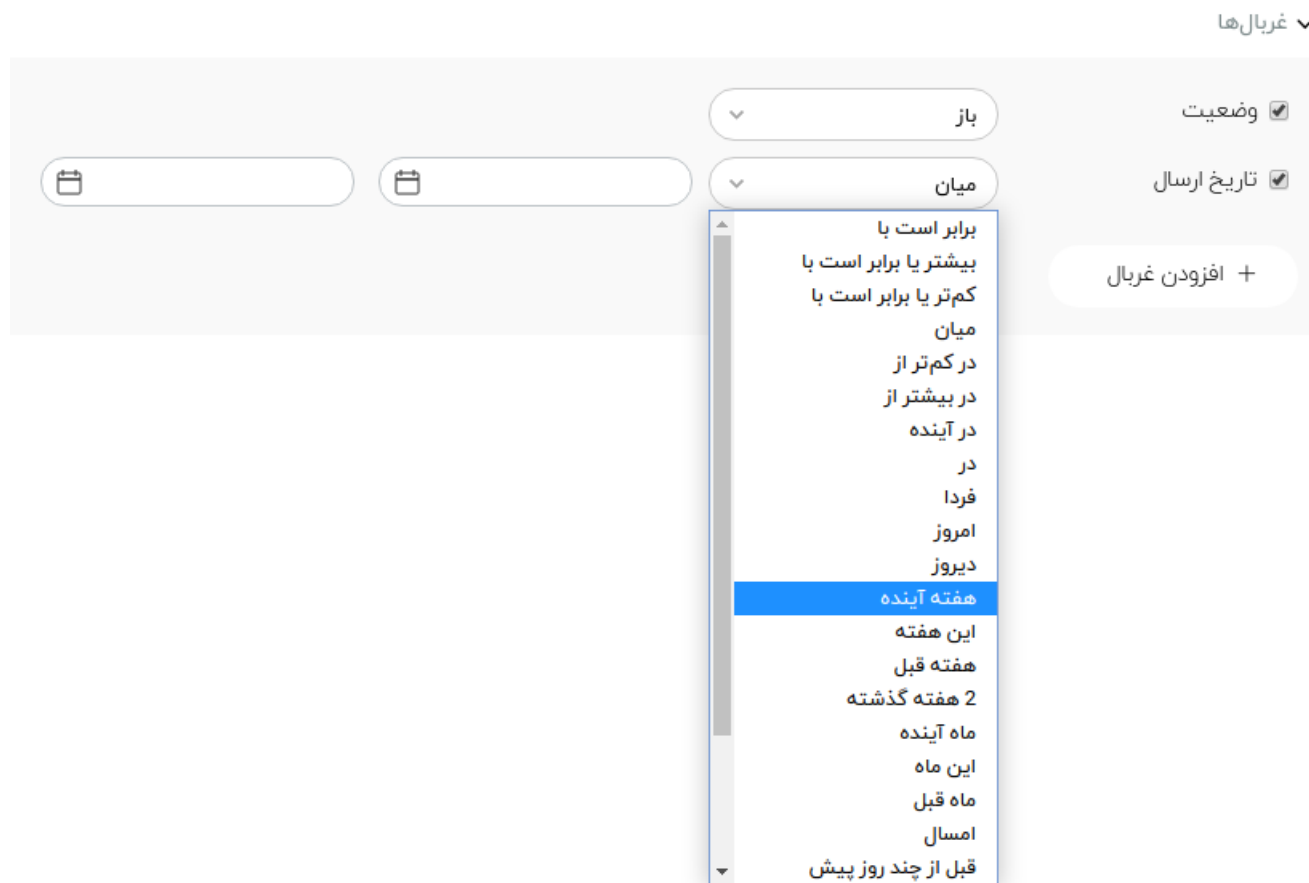 غربال‌ها
وضعیت
باز
تاریخ ارسال
میان
برابر است با
بیشتر یا برابر است با
کم‌تر یا برابر است با
میان
در کم‌تر از
در بیشتر از
در آینده
در
فردا
امروز
دیروز
هفته آینده
این هفته
هفته قبل
2 هفته گذشته
ماه آینده
این ماه
ماه قبل
امسال
قبل از چند روز پیش
+ افزودن غربال